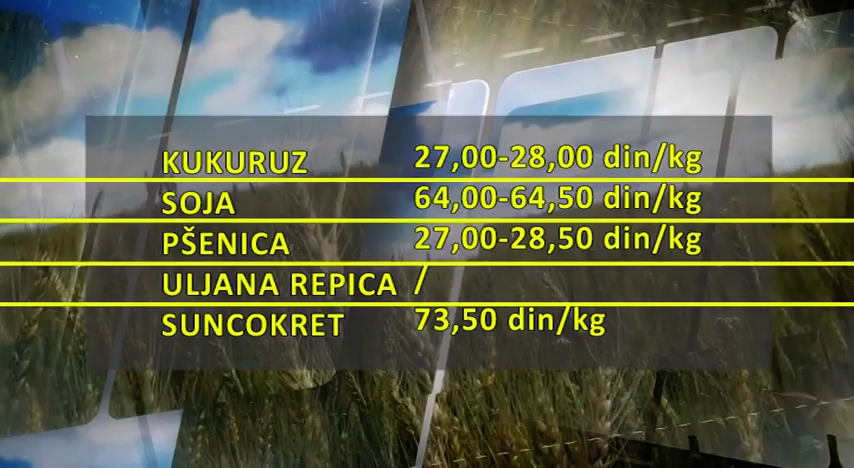 KUKURUZ 27,00-28,00 din/kg
SOJA 64,00-64,50 din/kg
PŠENICA 27,00-28,50 din/kg
ULJANA REPICA /
SUNCOKRET 73,50 din/kg